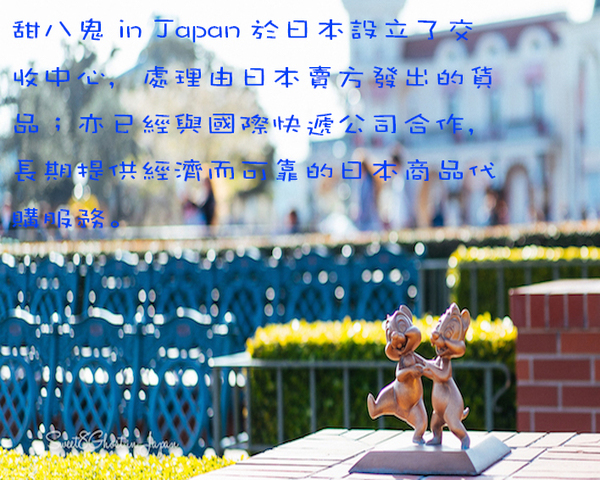 甜八鬼 in Japan 於日本設立了交
收中心，處理由日本賣方發出的貨
品；亦已經與國際快遞公司合作，
長期提供經濟而可靠的日本商品代
購服務。
Sweet8Ghost in Japan